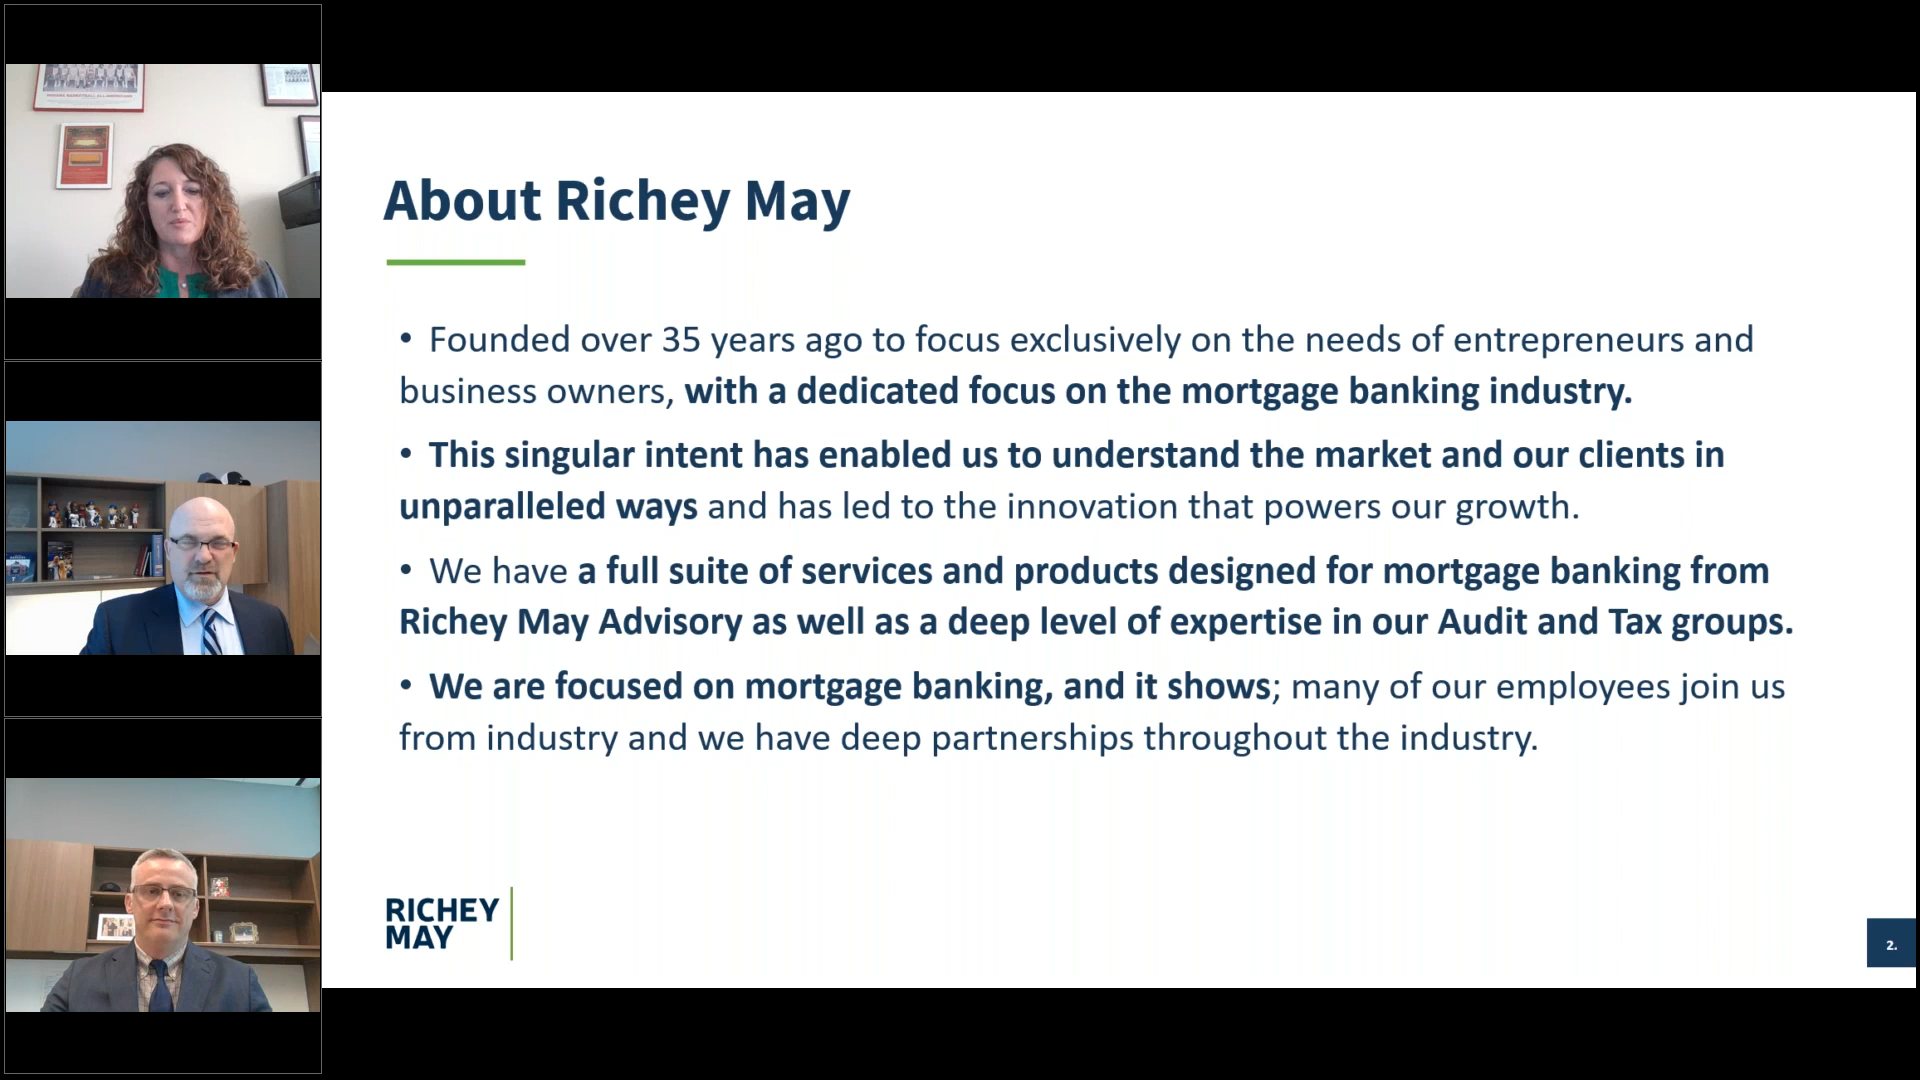 About Richey May
• Founded over 35 years ago to focus exclusively on the needs of entrepreneurs and
business owners, with a dedicated focus on the mortgage banking industry.
• This singular intent has enabled us to understand the market and our clients in
unparalleled ways and has led to the innovation that powers our growth.
• We have a full suite of services and products designed for mortgage banking from
Richey May Advisory as well as a deep level of expertise in our Audit and Tax groups.
• We are focused on mortgage banking, and it shows; many of our employees join us
from industry and we have deep partnerships throughout the industry.
RICHEY
MAY
2.